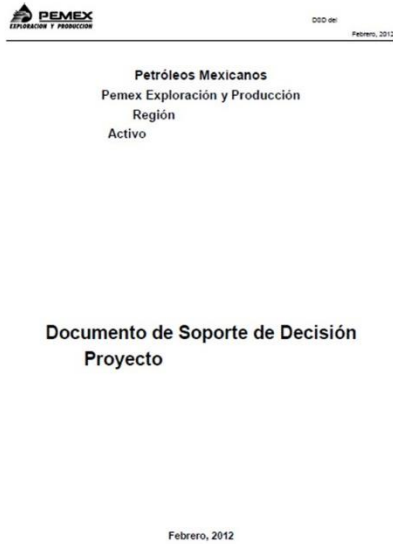 PEMEX
EXPLORACIÓN Y PRODUCCIÓN
DSD del
Febrero, 2012
Petróleos Mexicanos
Pemex Exploración y Producción
Región
Activo
Documento de Soporte de Decisión
Proyecto
Febrero, 2012